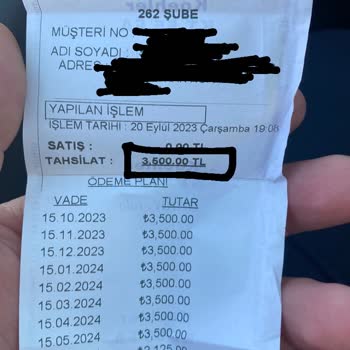 262 ŞUBE
MÜŞTERİ NO
ADI SOYADI :
ADRES
YAPILAN İŞLEM
İŞLEM TARİHİ : 20 Eylül 2023 Çarşamba 19:08
SATIŞ : 0.00 TL
TAHSİLAT : 3.500.00 TL
ÖDEME PLANI
VADE TUTAR
15.10.2023 ₺3,500.00
15.11.2023 ₺3,500.00
15.12.2023 ₺3,500.00
15.01.2024 ₺3,500.00
15.02.2024 ₺3,500.00
15.03.2024 ₺3,500.00
15.04.2024 ₺3,500.00
15.05.2024 ₺3,500.00